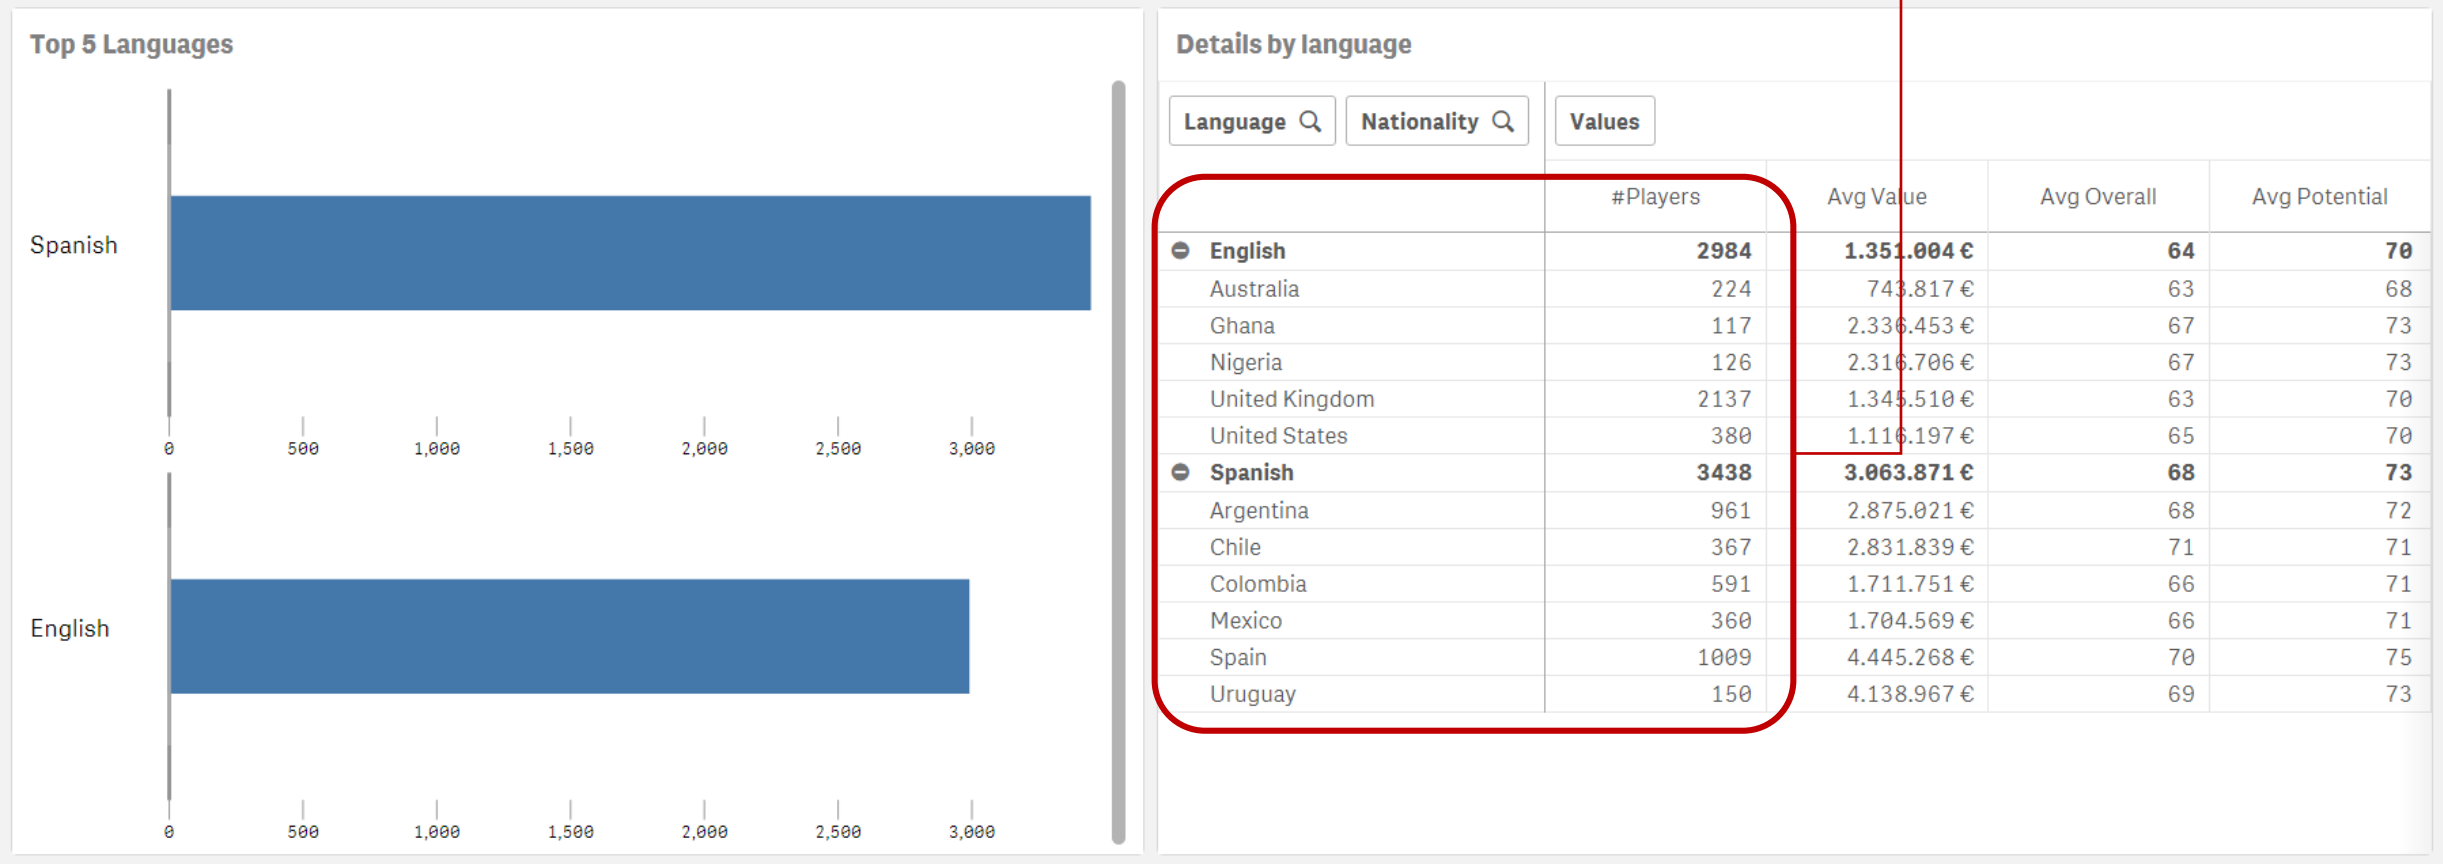 Top 5 Languages
Spanish
0 500 1,000 1,500 2,000 2,500 3,000
English
0 500 1,000 1,500 2,000 2,500 3,000
Details by language
Language Nationality Values
#Players Avg Value Avg Overall Avg Potential
English 2984 1.351.004 € 64 70
Australia 224 743.817 € 63 68
Ghana 117 2.336.453 € 67 73
Nigeria 126 2.316.706 € 67 73
United Kingdom 2137 1.345.510 € 63 70
United States 380 1.116.197 € 65 70
Spanish 3438 3.063.871 € 68 73
Argentina 961 2.875.021 € 68 72
Chile 367 2.831.839 € 71 71
Colombia 591 1.711.751 € 66 71
Mexico 360 1.704.569 € 66 71
Spain 1009 4.445.268 € 70 75
Uruguay 150 4.138.967 € 69 73